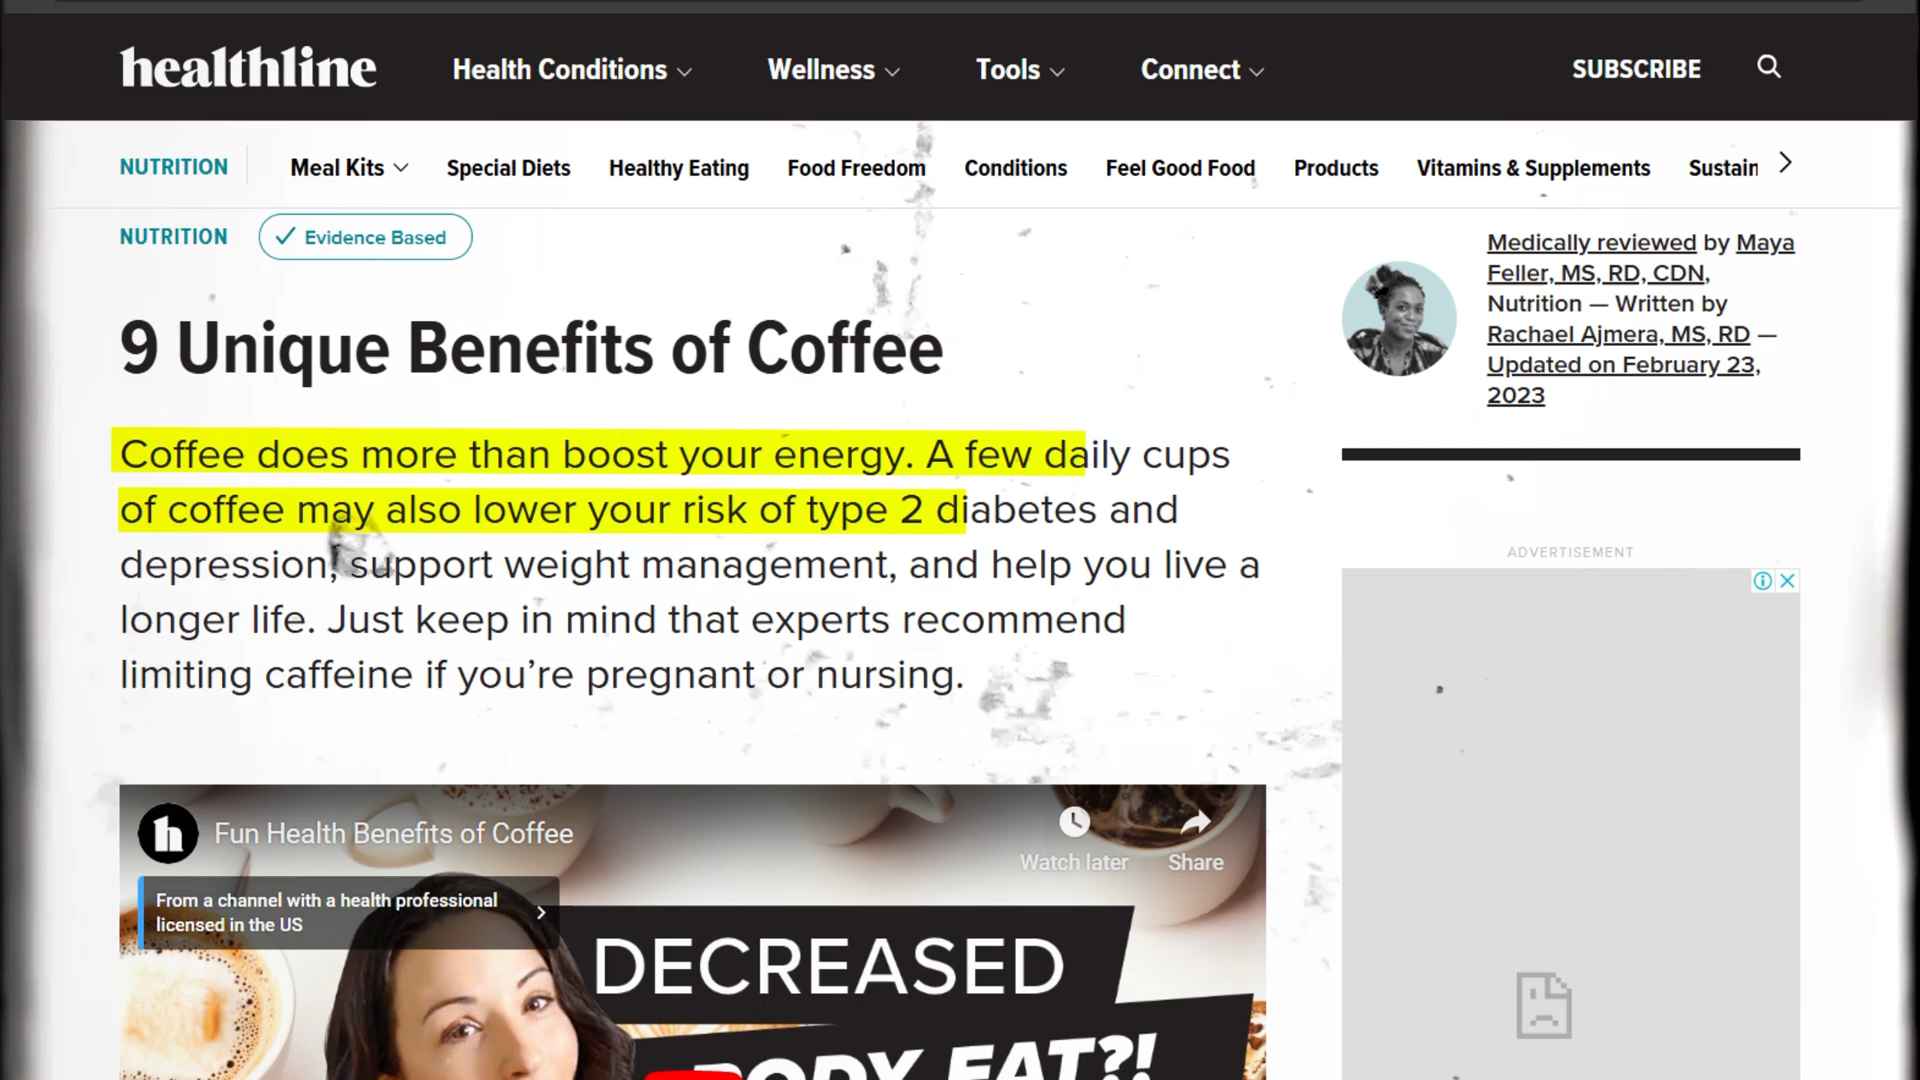 healthline
Health Conditions
Wellness
Tools
Connect
SUBSCRIBE
NUTRITION
Meal Kits
Special Diets
Healthy Eating
Food Freedom
Conditions
Feel Good Food
Products
Vitamins & Supplements
Sustain
NUTRITION
Evidence Based
9 Unique Benefits of Coffee
Coffee does more than boost your energy. A few daily cups
of coffee may also lower your risk of type 2 diabetes and
depression, support weight management, and help you live a
longer life. Just keep in mind that experts recommend
limiting caffeine if you’re pregnant or nursing.
Medically reviewed by Maya
Feller, MS, RD, CDN,
Nutrition — Written by
Rachael Ajmera, MS, RD —
Updated on February 23,
2023
ADVERTISEMENT
h
Fun Health Benefits of Coffee
Watch later
Share
From a channel with a health professional
licensed in the US
DECREASED
BODY FAT?!